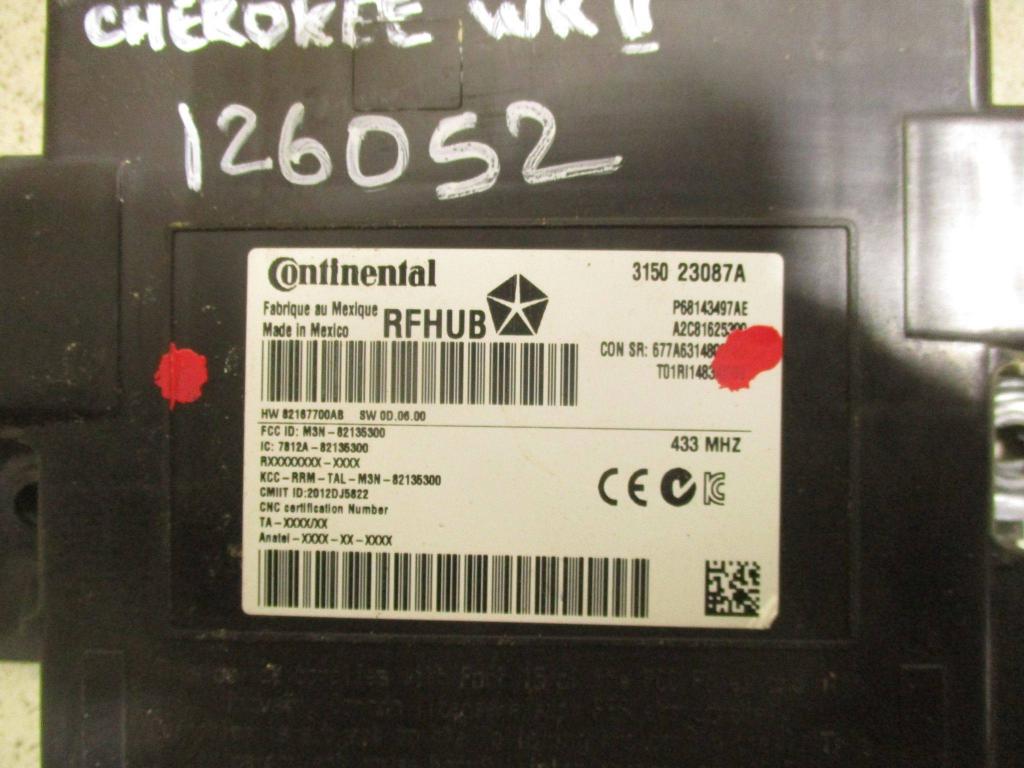 CHEROKEE WK II
126052
Continental
3150 23087A
Fabrique au Mexique
Made in Mexico
RFHUB
P68143497AE
A2C81625300
CON SR:
HW 82167700AB SW 0D.06.00
FCC ID: M3N-82135300
IC: 7812A-82135300
RXXXXXXXX-XXXX
KCC-RRM-TAL-M3N-82135300
CMIIT ID:2012DJ5822
CNC certification Number
TA-XXXX/XX
Anatel-XXXX-XX-XXXX
433 MHZ
CE